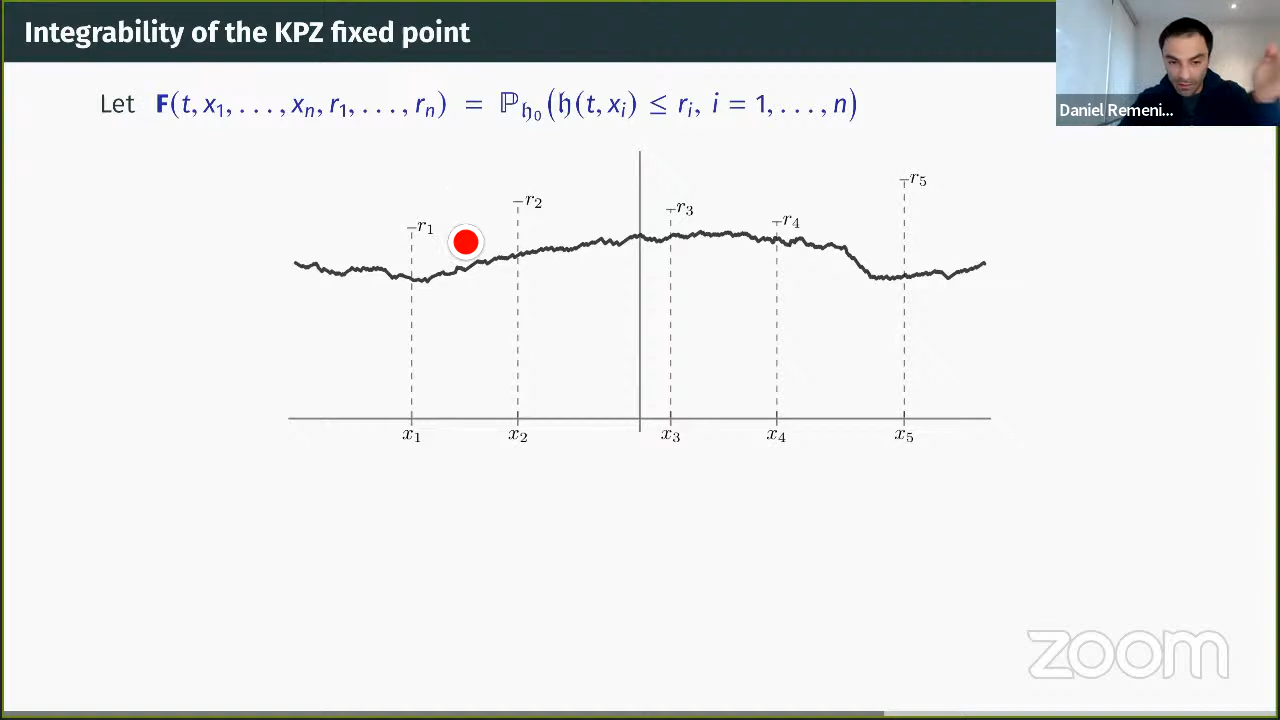 Integrability of the KPZ fixed point
Daniel Remeni...
Let F(t, x₁, . . . , xₙ, r₁, . . . , rₙ) = ℙ_𝔥₀(𝔥(t, xᵢ) ≤ rᵢ, i = 1, . . . , n)
r₁
r₂
r₃
r₄
r₅
x₁ x₂ x₃ x₄ x₅
zoom